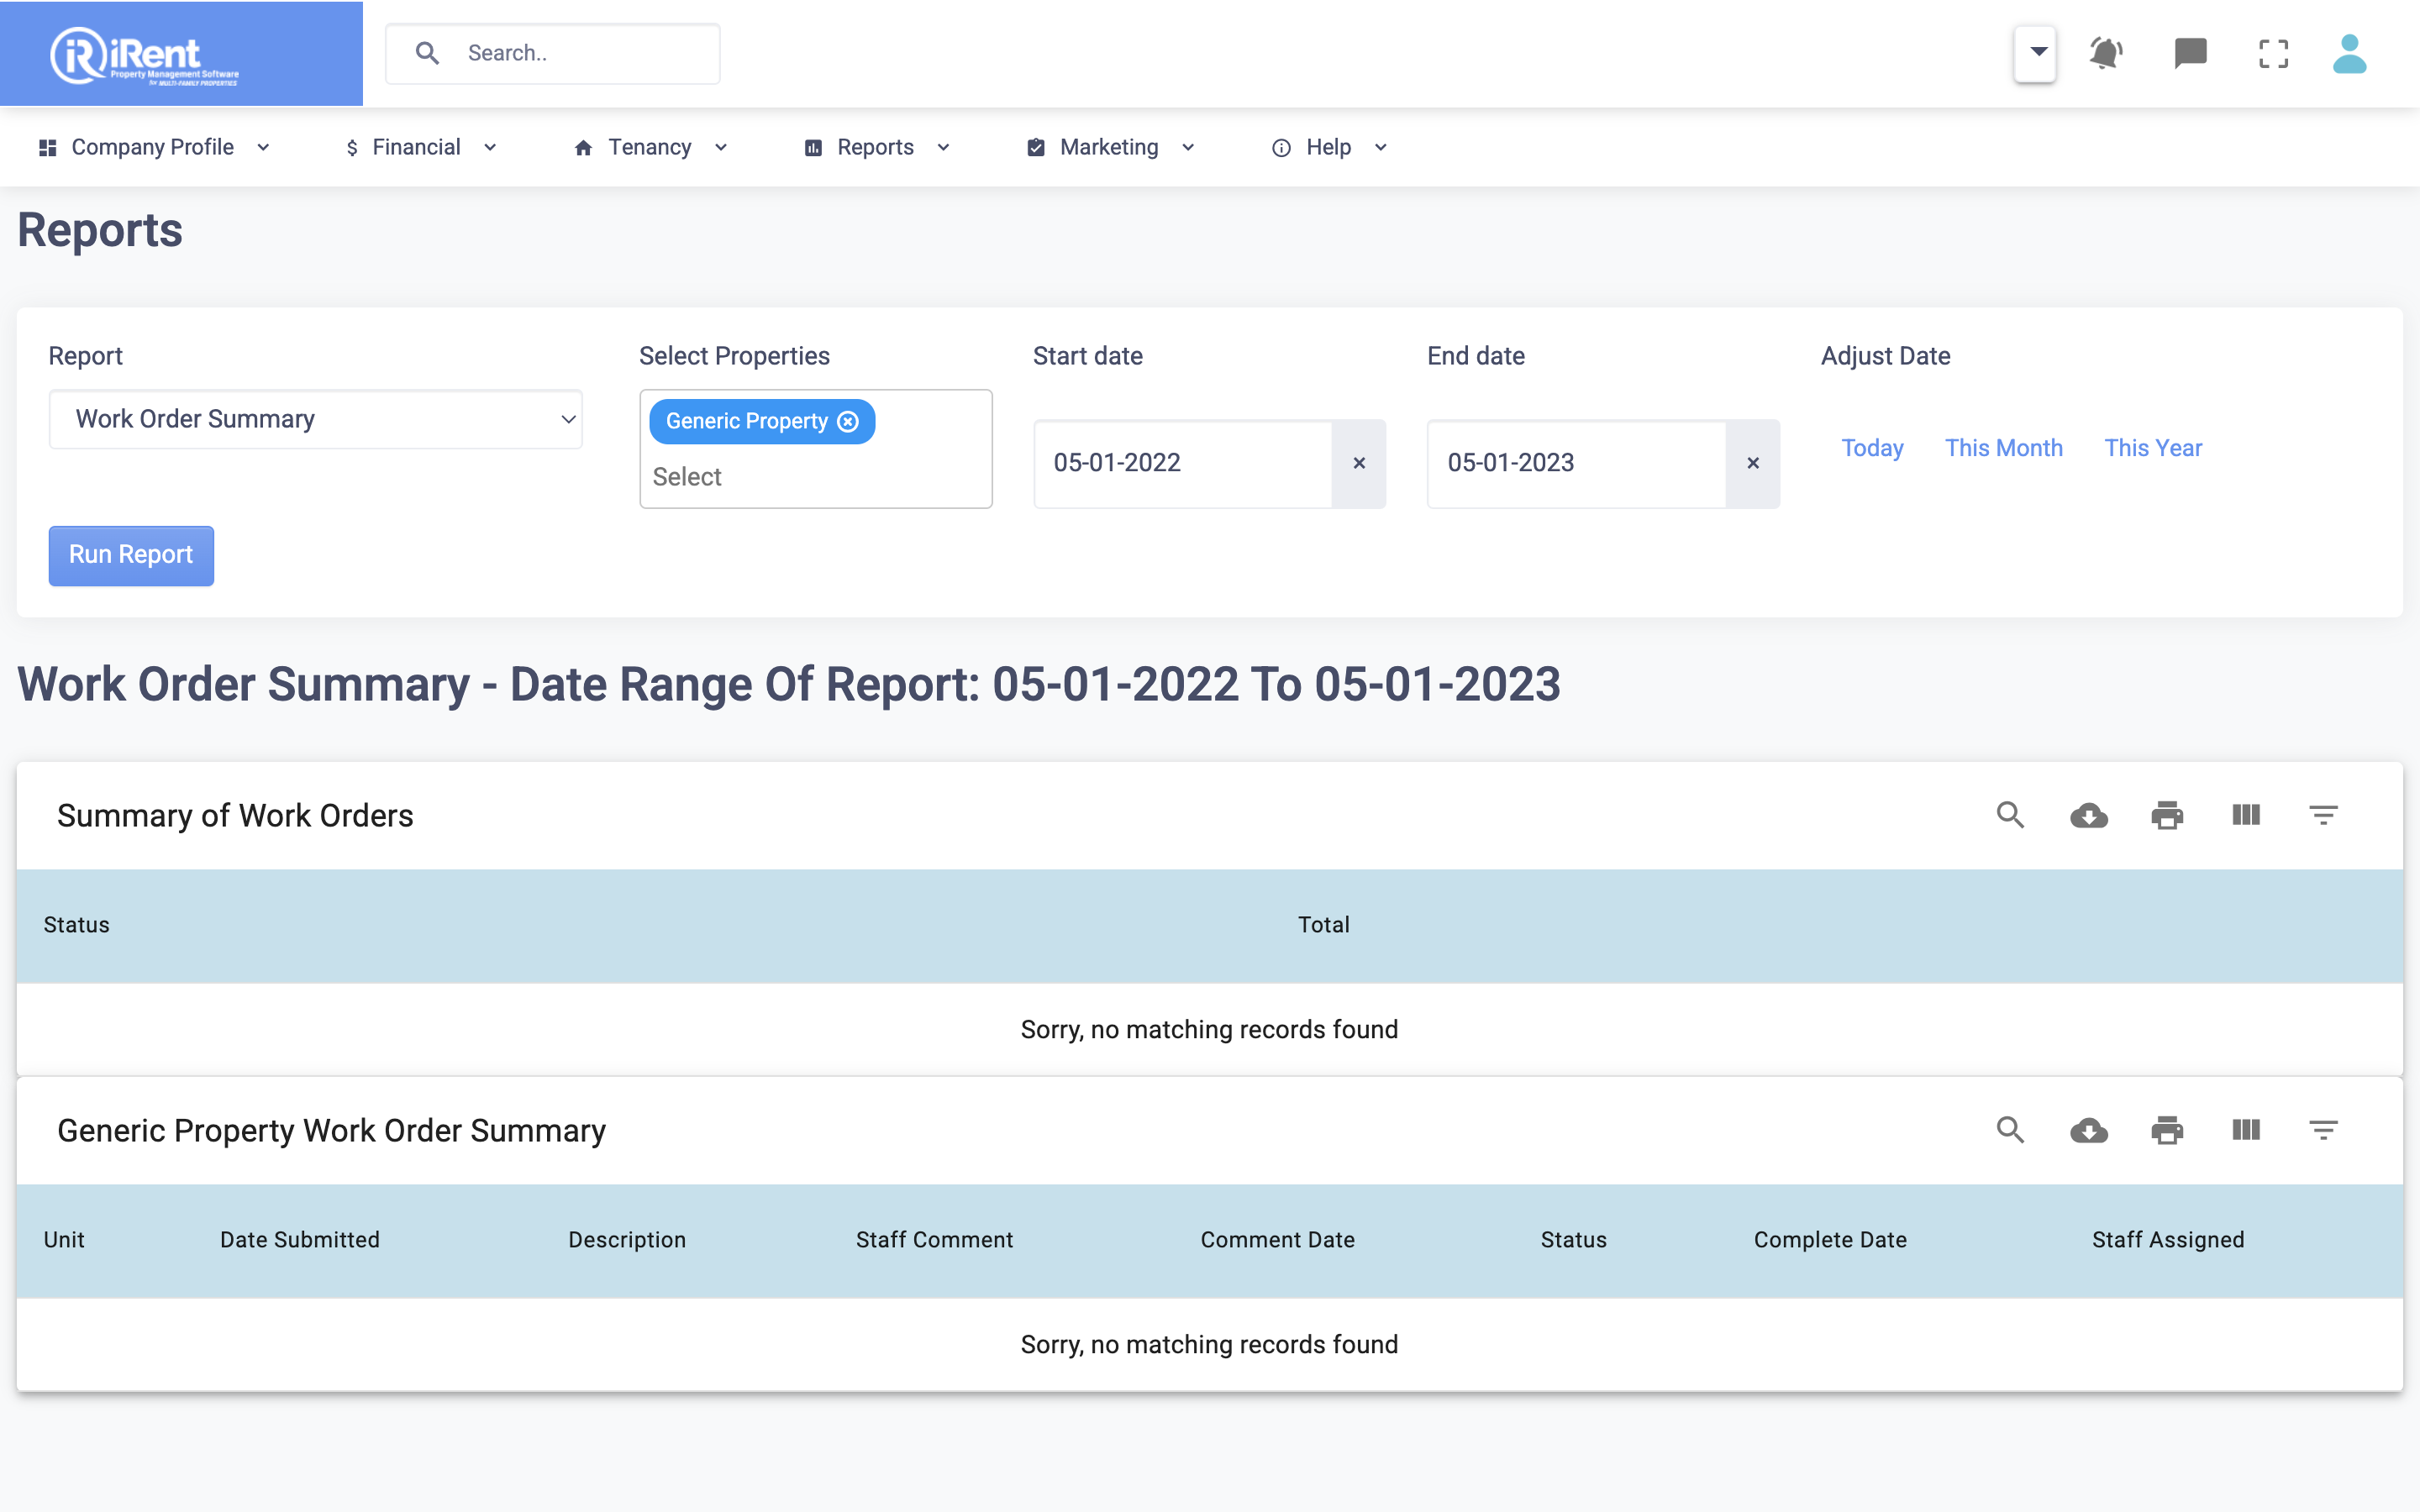 iRent
Property Management Software
for MULTI-FAMILY PROPERTIES
Search..
Company Profile Financial Tenancy Reports Marketing Help
Reports
Report Select Properties Start date End date Adjust Date
Work Order Summary Generic Property 05-01-2022 × 05-01-2023 × Today This Month This Year
Select
Run Report
Work Order Summary - Date Range Of Report: 05-01-2022 To 05-01-2023
Summary of Work Orders
Status Total
Sorry, no matching records found
Generic Property Work Order Summary
Unit Date Submitted Description Staff Comment Comment Date Status Complete Date Staff Assigned
Sorry, no matching records found